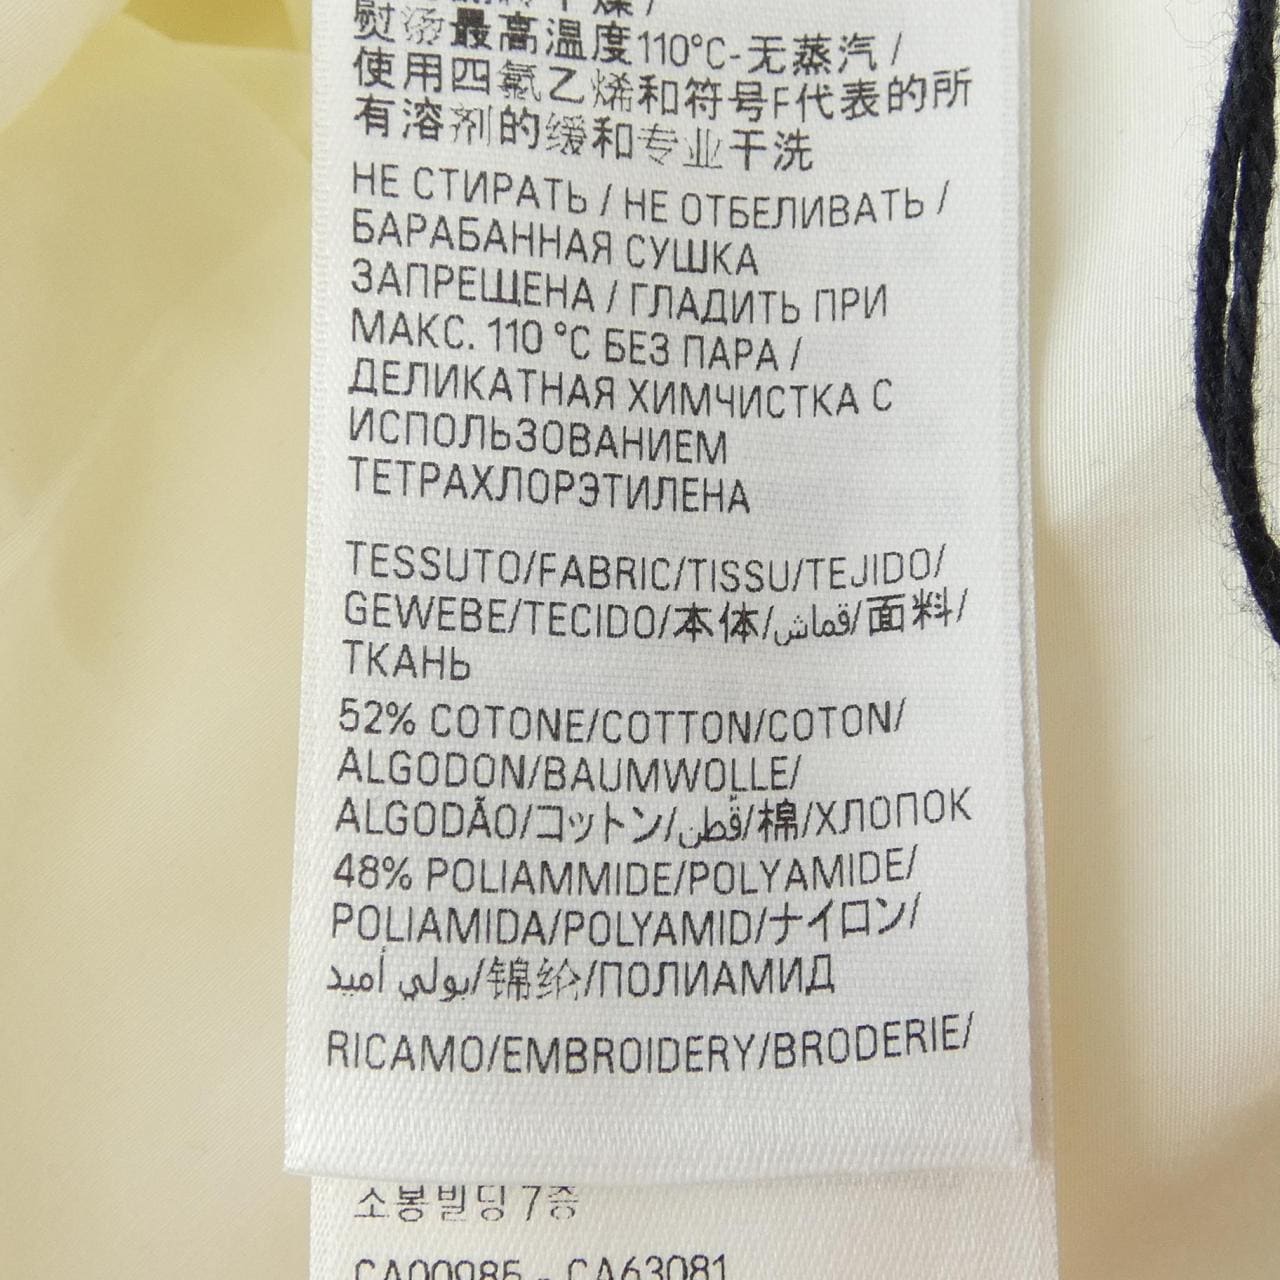 熨烫最高温度110°C-无蒸汽 /
使用四氯乙烯和符号F代表的所
有溶剂的缓和专业干洗
НЕ СТИРАТЬ / НЕ ОТБЕЛИВАТЬ /
БАРАБАННАЯ СУШКА
ЗАПРЕЩЕНА / ГЛАДИТЬ ПРИ
МАКС. 110 °C БЕЗ ПАРА /
ДЕЛИКАТНАЯ ХИМЧИСТКА С
ИСПОЛЬЗОВАНИЕМ
ТЕТРАХЛОРЭТИЛЕНА
TESSUTO/FABRIC/TISSU/TEJIDO/
GEWEBE/TECIDO/本体/قماش/面料/
ТКАНЬ
52% COTONE/COTTON/COTON/
ALGODON/BAUMWOLLE/
ALGODÃO/コットン/قُطن/棉/ХЛОПОК
48% POLIAMMIDE/POLYAMIDE/
POLIAMIDA/POLYAMID/ナイロン/
بولي أميد/锦纶/ПОЛИАМИД
RICAMO/EMBROIDERY/BRODERIE/
소봉빌딩 7층
CA00985 - CA63081